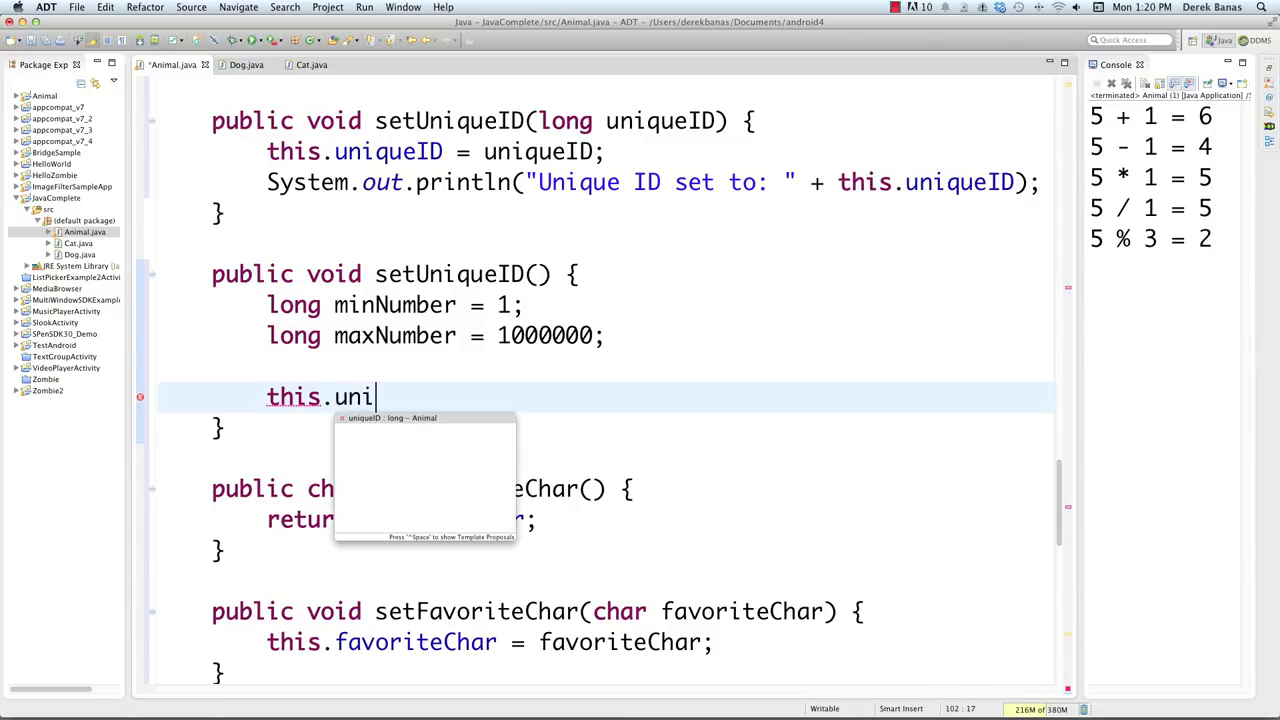 ADT File Edit Refactor Source Navigate Search Project Run Window Help 10 Mon 1:20 PM Derek Banas
Java - JavaComplete/src/Animal.java - ADT - /Users/derekbanas/Documents/android4
Quick Access Java DDMS
Package Exp
*Animal.java Dog.java Cat.java
Console
Animal
appcompat_v7
appcompat_v7_2
appcompat_v7_3
appcompat_v7_4
BridgeSample
HelloWorld
HelloZombie
ImageFilterSampleApp
JavaComplete
src
(default package)
Animal.java
Cat.java
Dog.java
JRE System Library [Ja
ListPickerExample2Activi
MediaBrowser
MultiWindowSDKExample
MusicPlayerActivity
SlookActivity
SPenSDK30_Demo
TestAndroid
TextGroupActivity
VideoPlayerActivity
Zombie
Zombie2
public void setUniqueID(long uniqueID) {
this.uniqueID = uniqueID;
System.out.println("Unique ID set to: " + this.uniqueID);
}
public void setUniqueID() {
long minNumber = 1;
long maxNumber = 1000000;
this.uni
}
uniqueID : long - Animal
Press '^Space' to show Template Proposals
public ch eChar() {
retur r;
}
public void setFavoriteChar(char favoriteChar) {
this.favoriteChar = favoriteChar;
}
<terminated> Animal (1) [Java Application] /S
5 + 1 = 6
5 - 1 = 4
5 * 1 = 5
5 / 1 = 5
5 % 3 = 2
Writable Smart Insert 102 : 17 216M of 380M